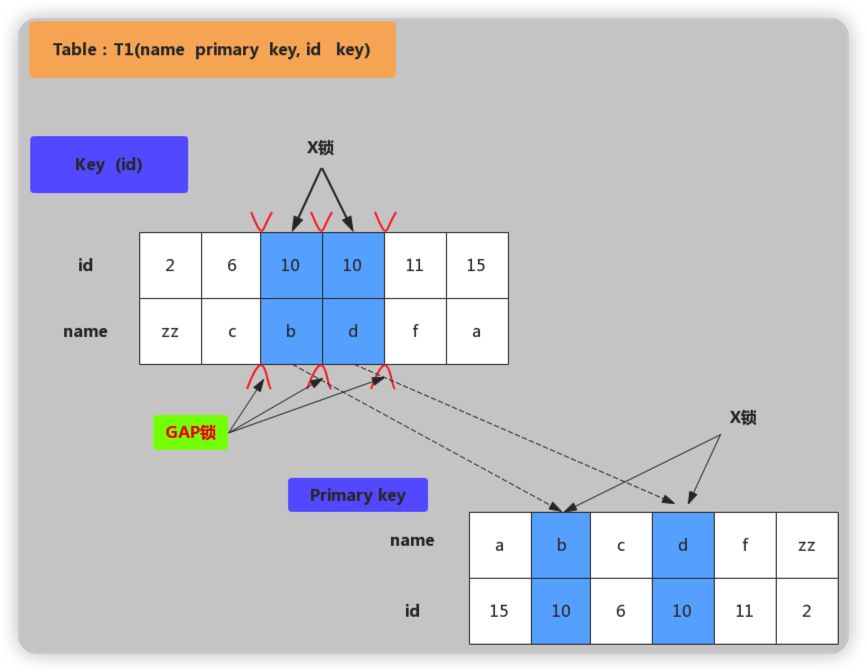 Table : T1(name primary key, id key)
Key (id)
X锁
id 2 6 10 10 11 15
name zz c b d f a
GAP锁
X锁
Primary key
name a b c d f zz
id 15 10 6 10 11 2